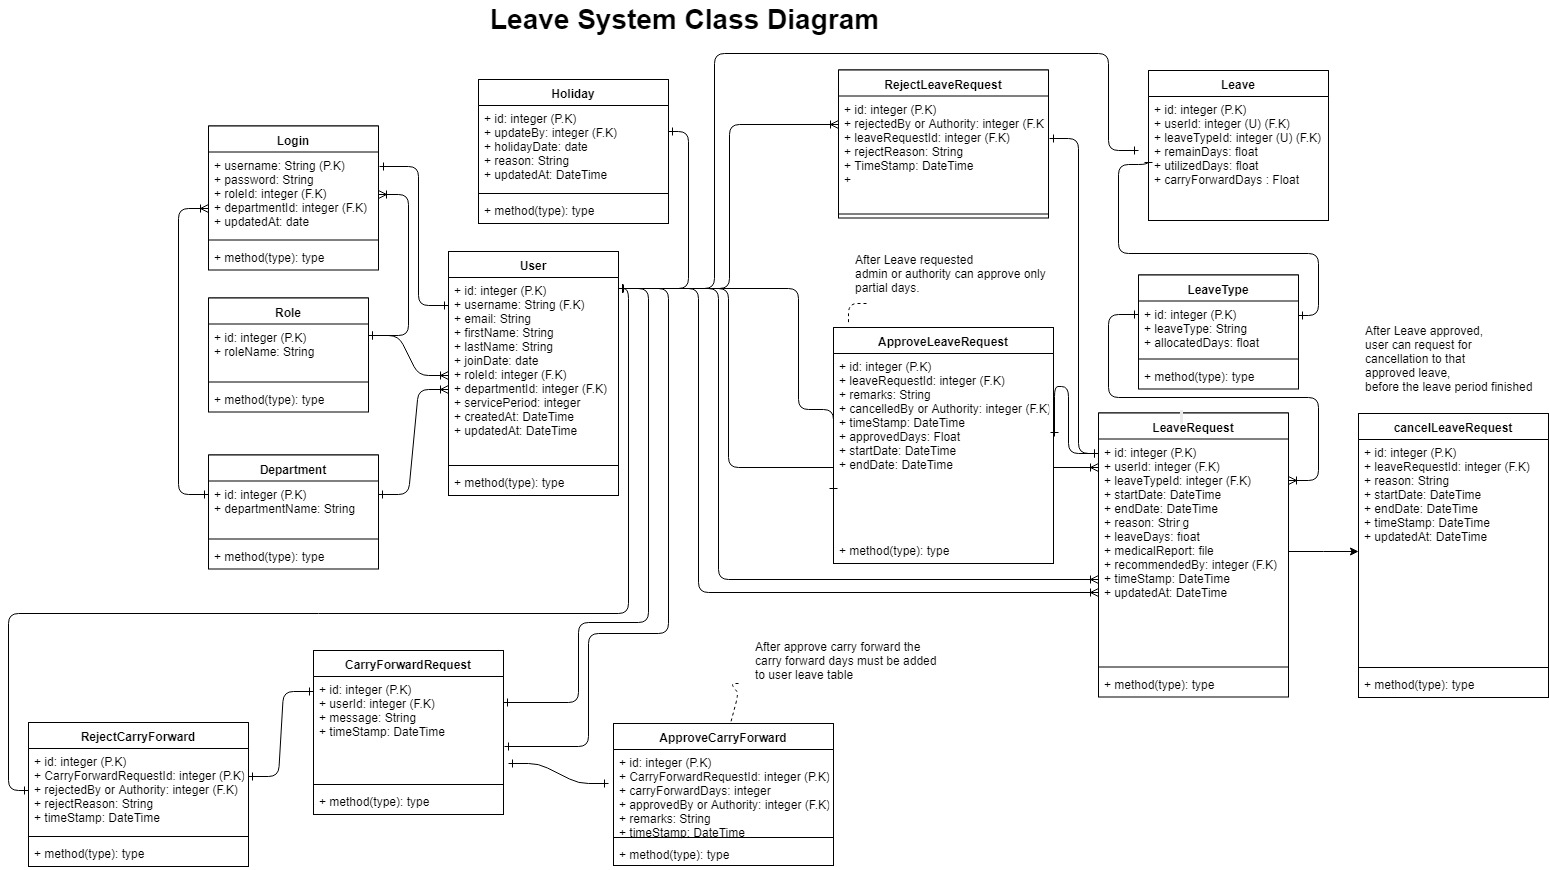 Leave System Class Diagram
Holiday
+ id: integer (P.K)
+ updateBy: integer (F.K)
+ holidayDate: date
+ reason: String
+ updatedAt: DateTime
+ method(type): type
RejectLeaveRequest
+ id: integer (P.K)
+ rejectedBy or Authority: integer (F.K
+ leaveRequestId: integer (F.K)
+ rejectReason: String
+ TimeStamp: DateTime
+
Leave
+ id: integer (P.K)
+ userId: integer (U) (F.K)
+ leaveTypeId: integer (U) (F.K)
+ remainDays: float
+ utilizedDays: float
+ carryForwardDays : Float
Login
+ username: String (P.K)
+ password: String
+ roleId: integer (F.K)
+ departmentId: integer (F.K)
+ updatedAt: date
+ method(type): type
User
+ id: integer (P.K)
+ username: String (F.K)
+ email: String
+ firstName: String
+ lastName: String
+ joinDate: date
+ roleId: integer (F.K)
+ departmentId: integer (F.K)
+ servicePeriod: integer
+ createdAt: DateTime
+ updatedAt: DateTime
+ method(type): type
After Leave requested
admin or authority can approve only
partial days.
LeaveType
+ id: integer (P.K)
+ leaveType: String
+ allocatedDays: float
+ method(type): type
Role
+ id: integer (P.K)
+ roleName: String
+ method(type): type
ApproveLeaveRequest
+ id: integer (P.K)
+ leaveRequestId: integer (F.K)
+ remarks: String
+ cancelledBy or Authority: integer (F.K)
+ timeStamp: DateTime
+ approvedDays: Float
+ startDate: DateTime
+ endDate: DateTime
+ method(type): type
After Leave approved,
user can request for
cancellation to that
approved leave,
before the leave period finished
LeaveRequest
+ id: integer (P.K)
+ userId: integer (F.K)
+ leaveTypeId: integer (F.K)
+ startDate: DateTime
+ endDate: DateTime
+ reason: String
+ leaveDays: float
+ medicalReport: file
+ recommendedBy: integer (F.K)
+ timeStamp: DateTime
+ updatedAt: DateTime
+ method(type): type
cancelLeaveRequest
+ id: integer (P.K)
+ leaveRequestId: integer (F.K)
+ reason: String
+ startDate: DateTime
+ endDate: DateTime
+ timeStamp: DateTime
+ updatedAt: DateTime
+ method(type): type
Department
+ id: integer (P.K)
+ departmentName: String
+ method(type): type
CarryForwardRequest
+ id: integer (P.K)
+ userId: integer (F.K)
+ message: String
+ timeStamp: DateTime
+ method(type): type
After approve carry forward the
carry forward days must be added
to user leave table
RejectCarryForward
+ id: integer (P.K)
+ CarryForwardRequestId: integer (P.K)
+ rejectedBy or Authority: integer (F.K)
+ rejectReason: String
+ timeStamp: DateTime
+ method(type): type
ApproveCarryForward
+ id: integer (P.K)
+ CarryForwardRequestId: integer (P.K)
+ carryForwardDays: integer
+ approvedBy or Authority: integer (F.K)
+ remarks: String
+ timeStamp: DateTime
+ method(type): type